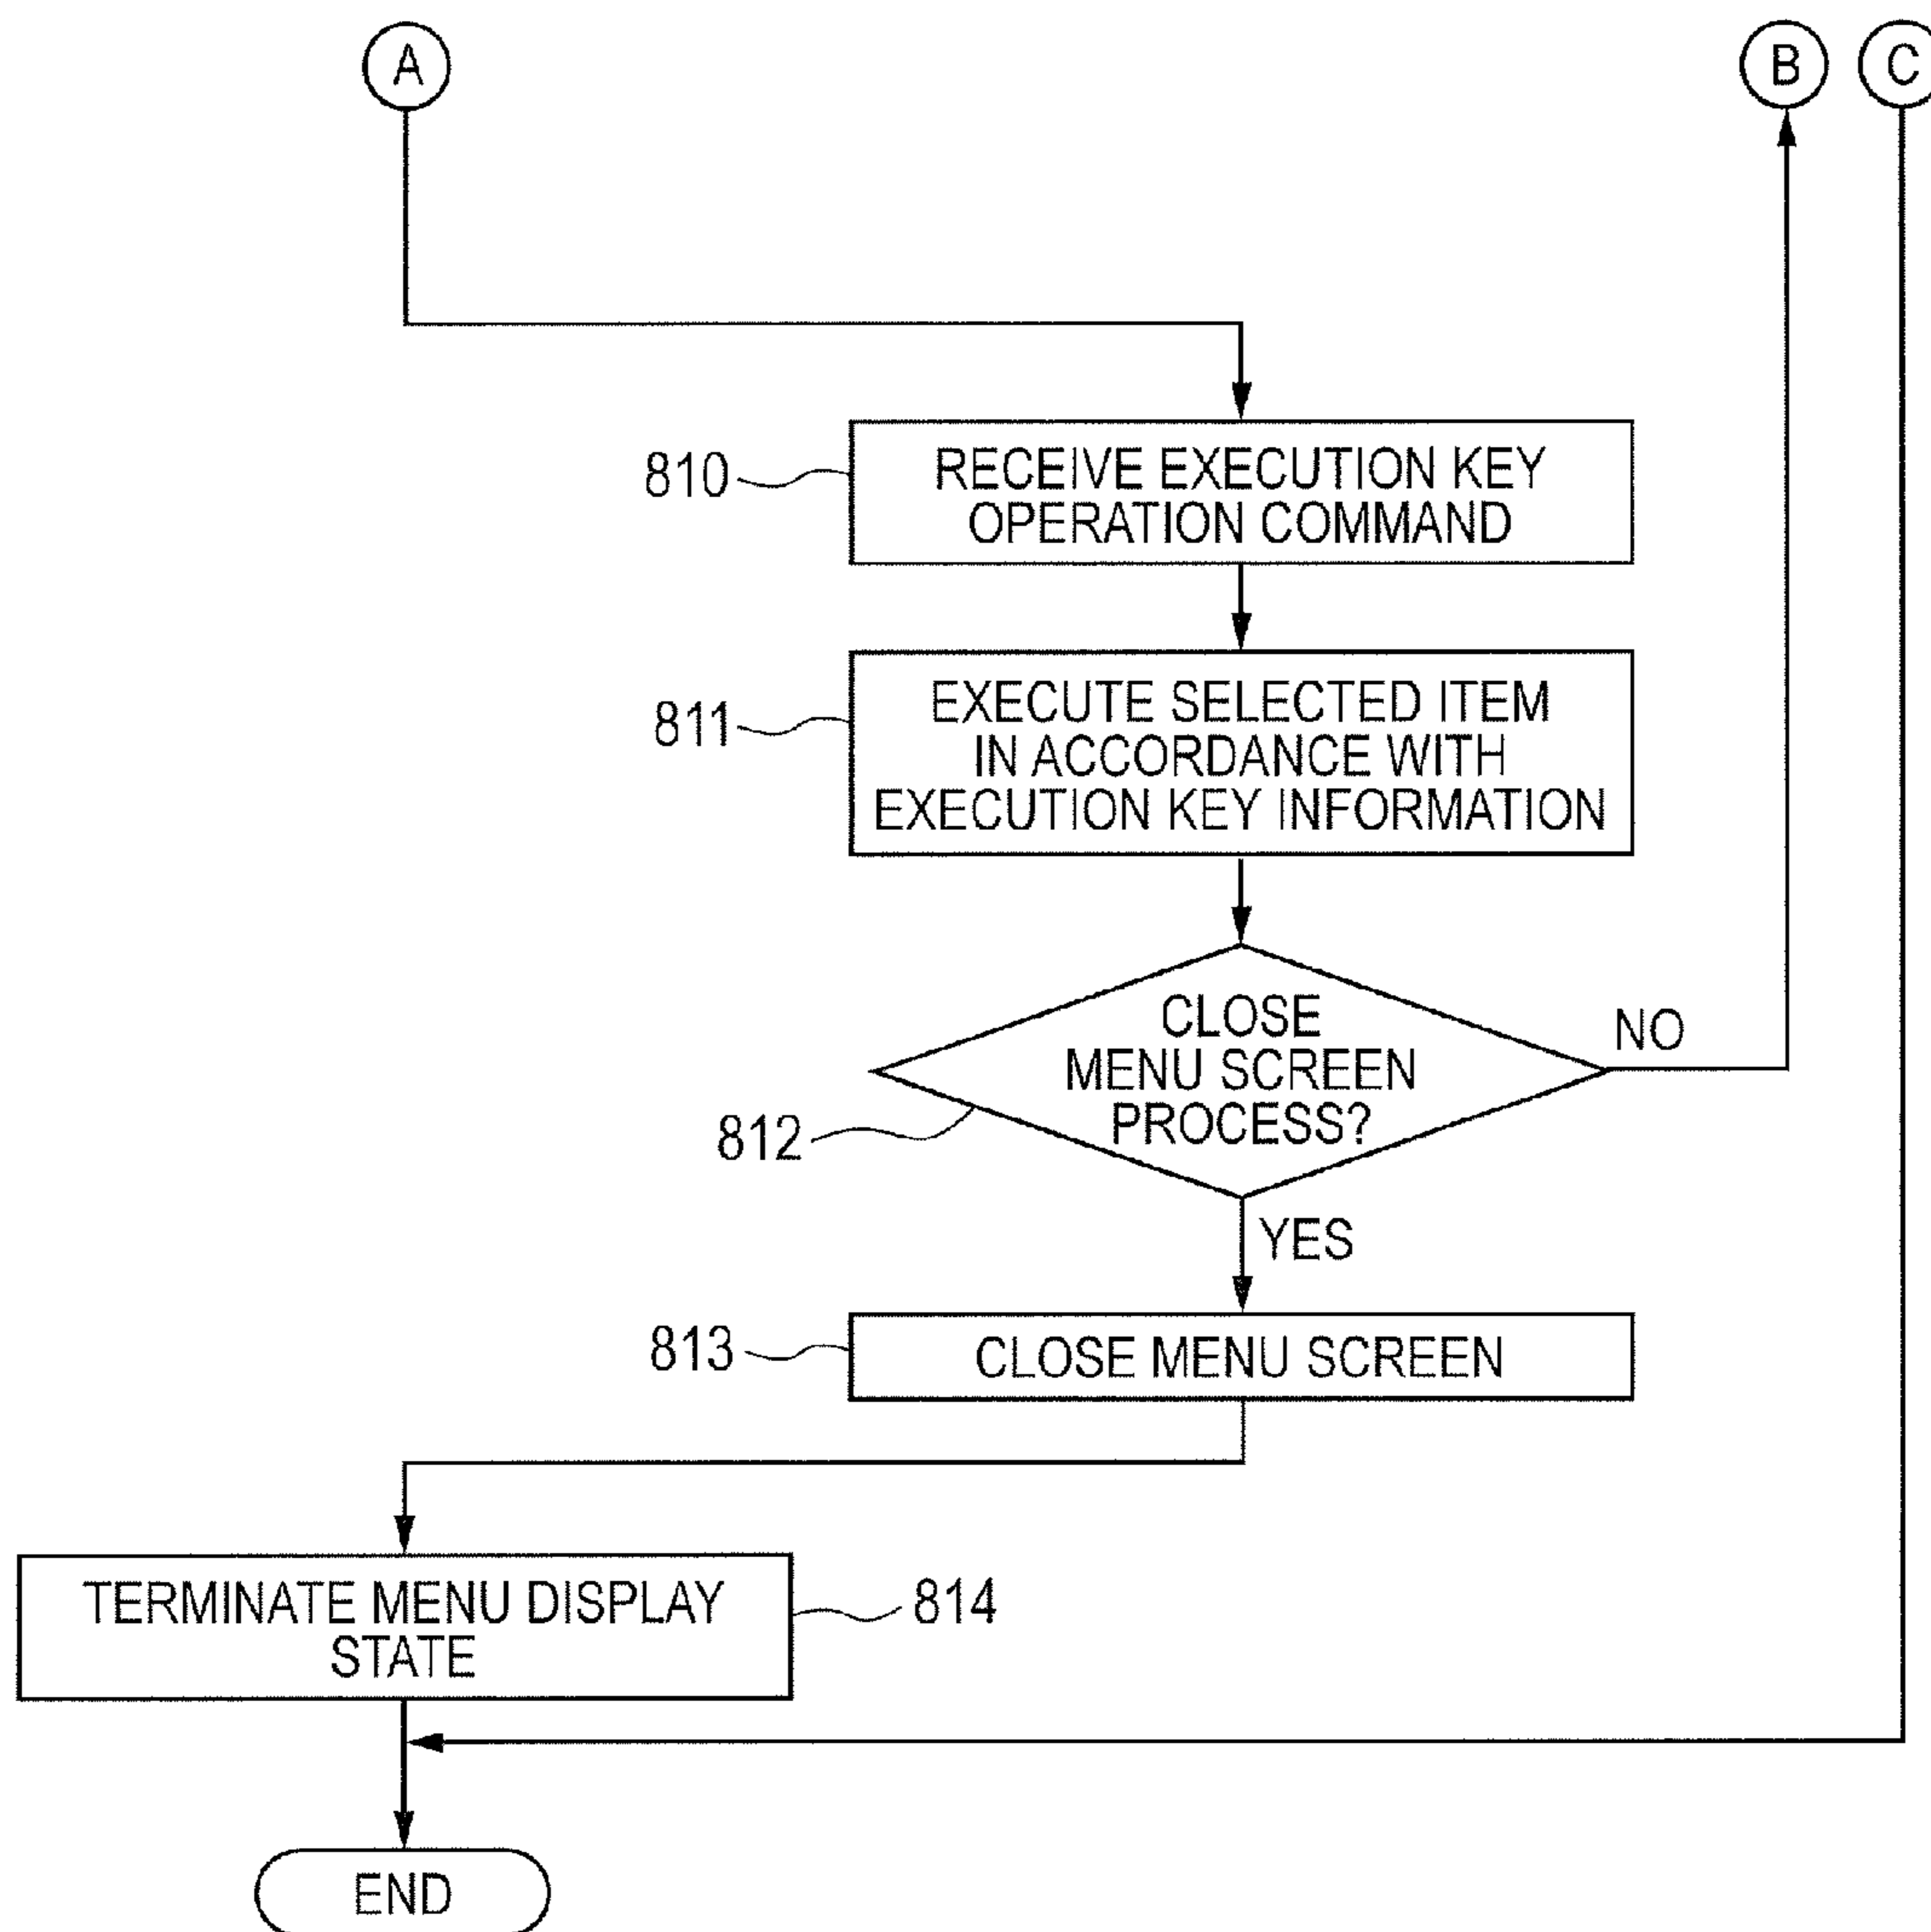 A
B
C
810
RECEIVE EXECUTION KEY
OPERATION COMMAND
811
EXECUTE SELECTED ITEM
IN ACCORDANCE WITH
EXECUTION KEY INFORMATION
CLOSE
MENU SCREEN
PROCESS?
NO
812
YES
813
CLOSE MENU SCREEN
TERMINATE MENU DISPLAY
STATE
814
END